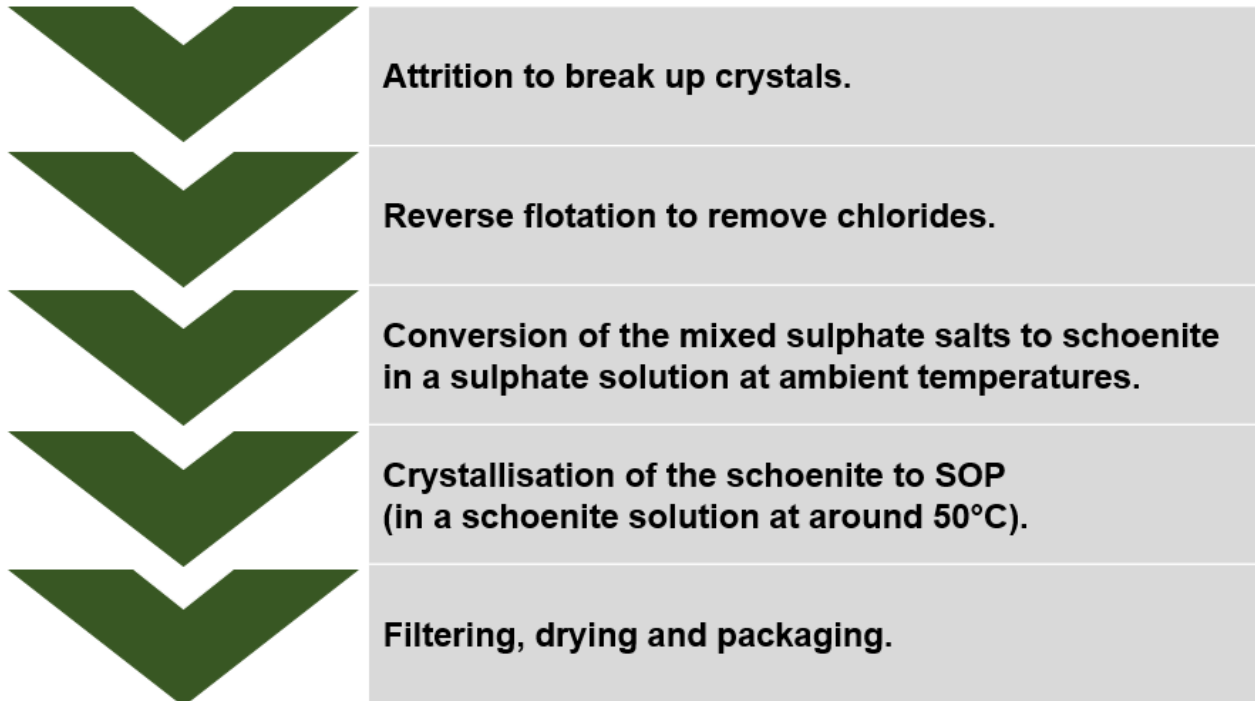 Attrition to break up crystals.
Reverse flotation to remove chlorides.
Conversion of the mixed sulphate salts to schoenite
in a sulphate solution at ambient temperatures.
Crystallisation of the schoenite to SOP
(in a schoenite solution at around 50°C).
Filtering, drying and packaging.